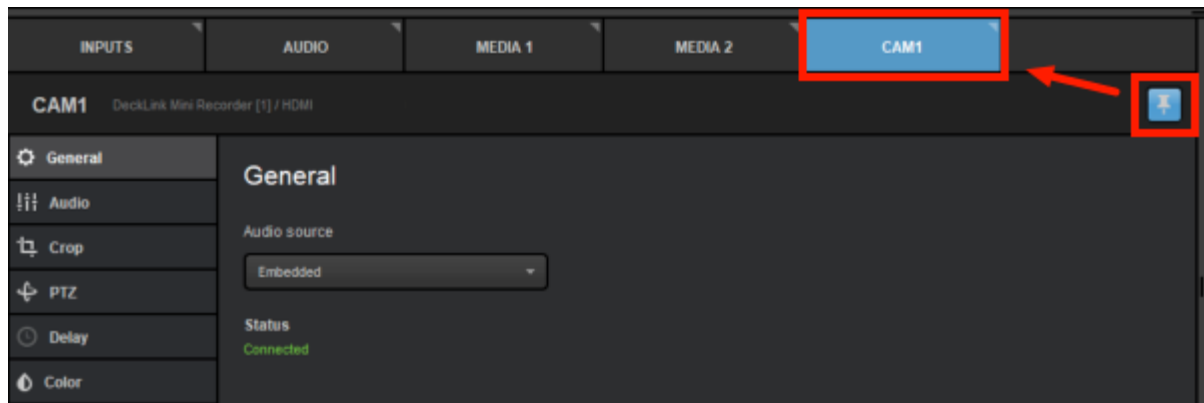 INPUTS AUDIO MEDIA 1 MEDIA 2 CAM1
CAM1 DeckLink Mini Recorder [1] / HDMI
General
Audio
Crop
PTZ
Delay
Color
General
Audio source
Embedded
Status
Connected